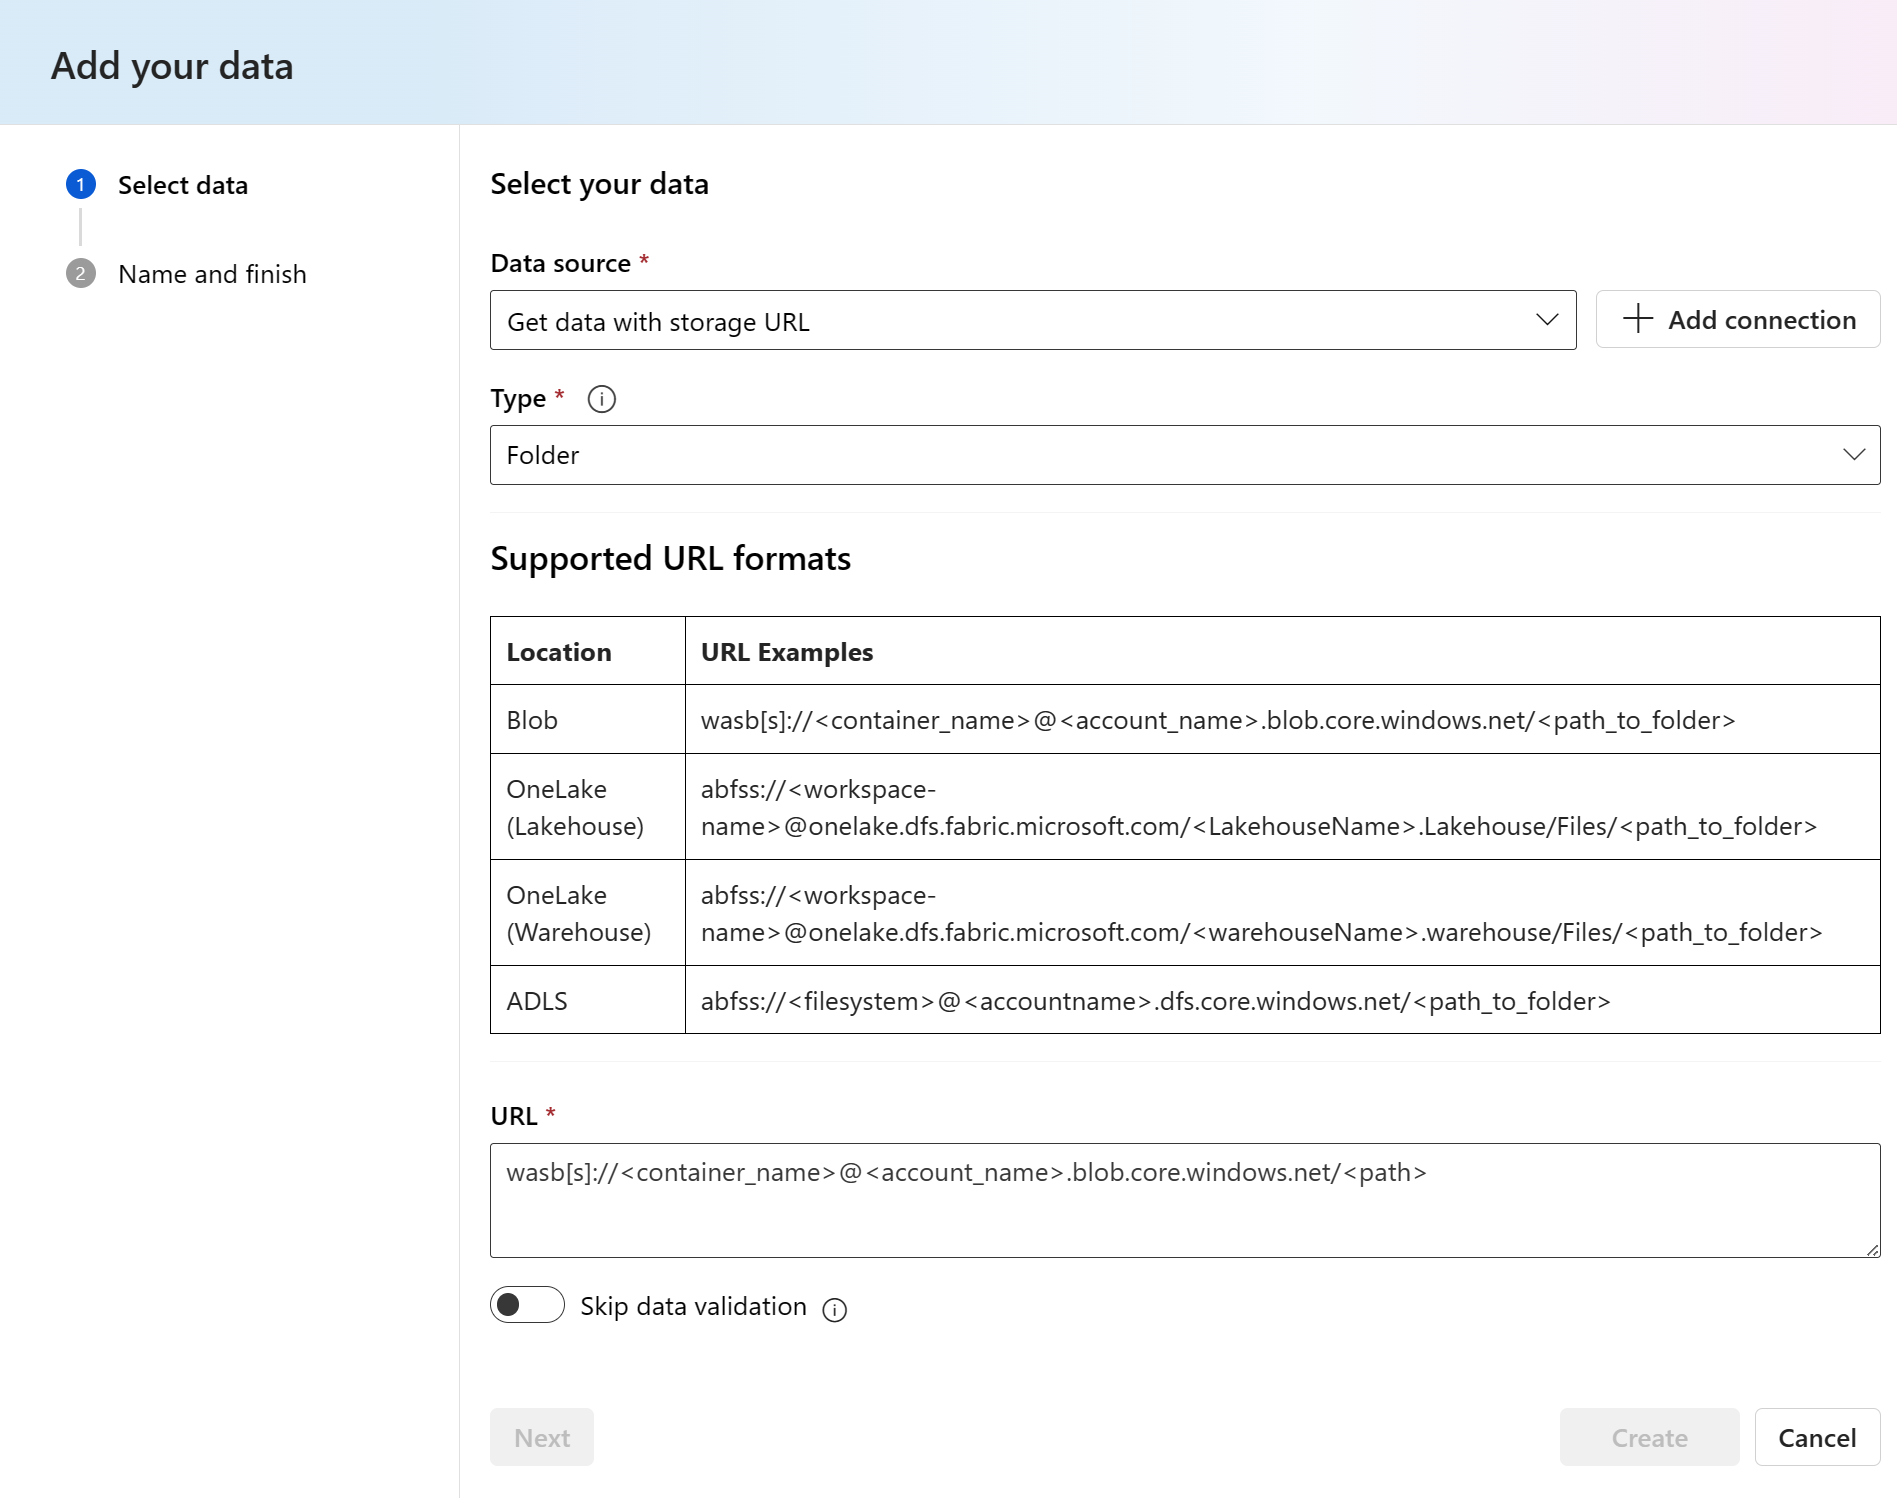 Add your data
1 Select data
2 Name and finish
Select your data
Data source *
Get data with storage URL
Add connection
Type *
Folder
Supported URL formats
Location URL Examples
Blob wasb[s]://<container_name>@<account_name>.blob.core.windows.net/<path_to_folder>
OneLake
(Lakehouse)
abfss://<workspace-
name>@onelake.dfs.fabric.microsoft.com/<LakehouseName>.Lakehouse/Files/<path_to_folder>
OneLake
(Warehouse)
abfss://<workspace-
name>@onelake.dfs.fabric.microsoft.com/<warehouseName>.warehouse/Files/<path_to_folder>
ADLS abfss://<filesystem>@<accountname>.dfs.core.windows.net/<path_to_folder>
URL *
wasb[s]://<container_name>@<account_name>.blob.core.windows.net/<path>
Skip data validation
Next Create Cancel